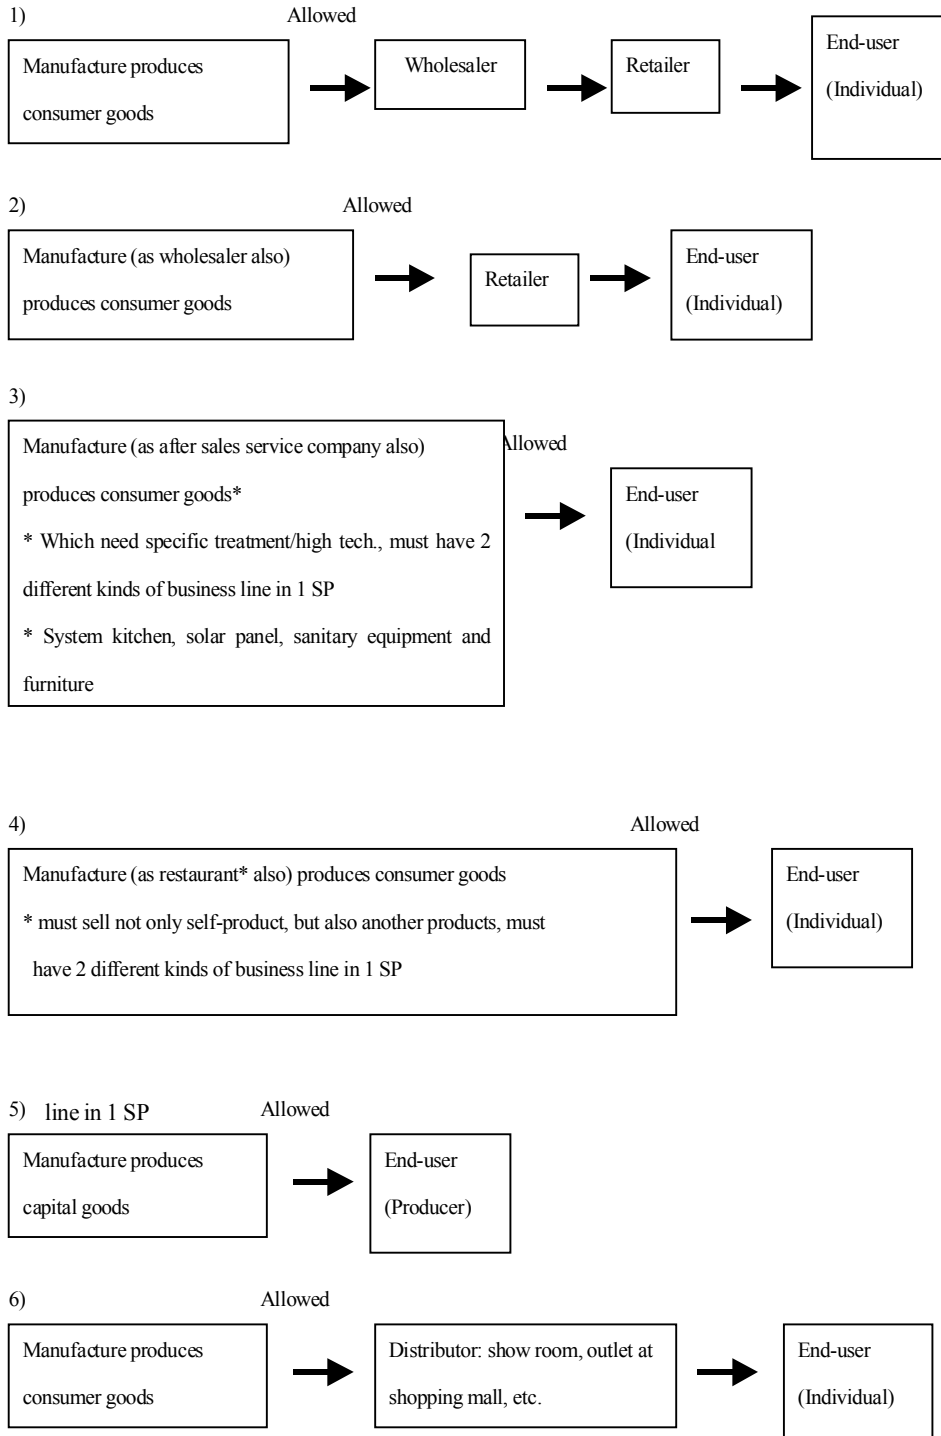 1)
Allowed
Manufacture produces
consumer goods
Wholesaler
Retailer
End-user
(Individual)
2)
Allowed
Manufacture (as wholesaler also)
produces consumer goods
Retailer
End-user
(Individual)
3)
Manufacture (as after sales service company also)
produces consumer goods*
* Which need specific treatment/high tech., must have 2
different kinds of business line in 1 SP
* System kitchen, solar panel, sanitary equipment and
furniture
Allowed
End-user
(Individual
4)
Allowed
Manufacture (as restaurant* also) produces consumer goods
* must sell not only self-product, but also another products, must
have 2 different kinds of business line in 1 SP
End-user
(Individual)
5) line in 1 SP
Allowed
Manufacture produces
capital goods
End-user
(Producer)
6)
Allowed
Manufacture produces
consumer goods
Distributor: show room, outlet at
shopping mall, etc.
End-user
(Individual)